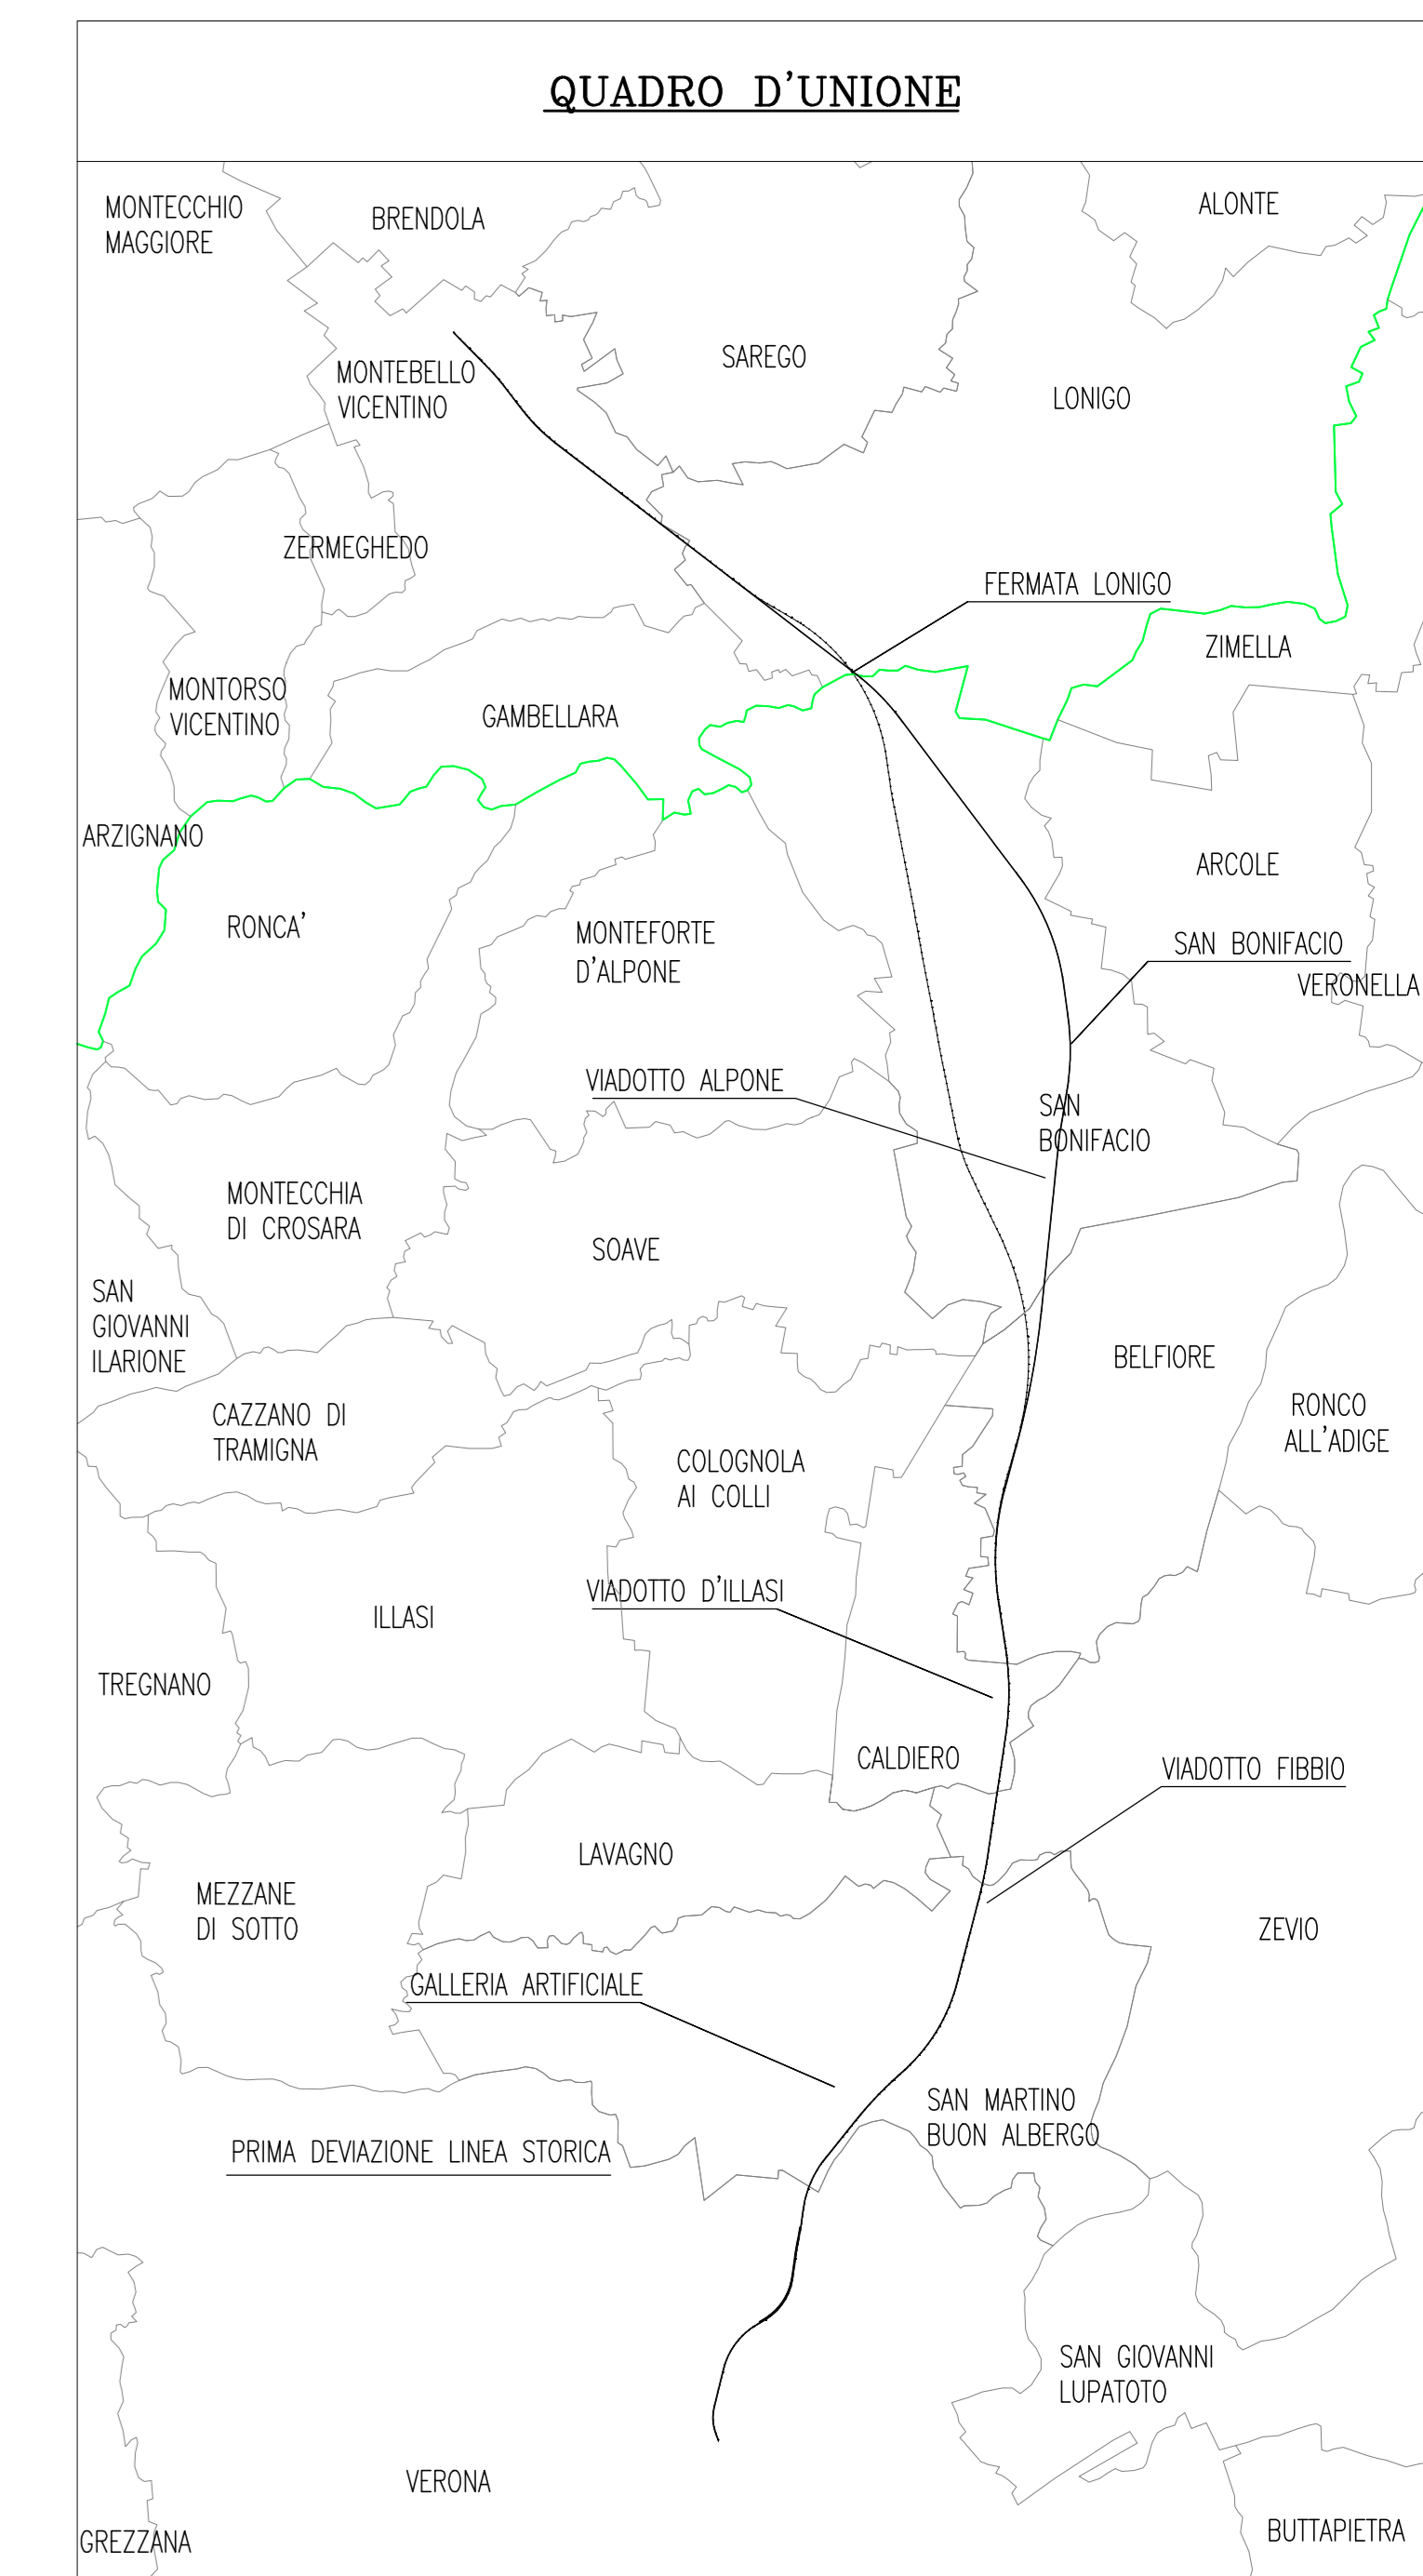 QUADRO D'UNIONE
MONTECCHIO
MAGGIORE
BRENDOLA
ALONTE
SAREGO
MONTEBELLO
VICENTINO
LONIGO
ZERMEGHEDO
FERMATA LONIGO
ZIMELLA
MONTORSO
VICENTINO
GAMBELLARA
ARZIGNANO
ARCOLE
RONCA'
MONTEFORTE
D'ALPONE
SAN BONIFACIO
VERONELLA
VIADOTTO ALPONE
SAN
BONIFACIO
MONTECCHIA
DI CROSARA
SOAVE
SAN
GIOVANNI
ILARIONE
BELFIORE
CAZZANO DI
TRAMIGNA
RONCO
ALL'ADIGE
COLOGNOLA
AI COLLI
VIADOTTO D'ILLASI
ILLASI
TREGNANO
CALDIERO
VIADOTTO FIBBIO
LAVAGNO
MEZZANE
DI SOTTO
ZEVIO
GALLERIA ARTIFICIALE
SAN MARTINO
BUON ALBERGO
PRIMA DEVIAZIONE LINEA STORICA
SAN GIOVANNI
LUPATOTO
VERONA
GREZZANA
BUTTAPIETRA